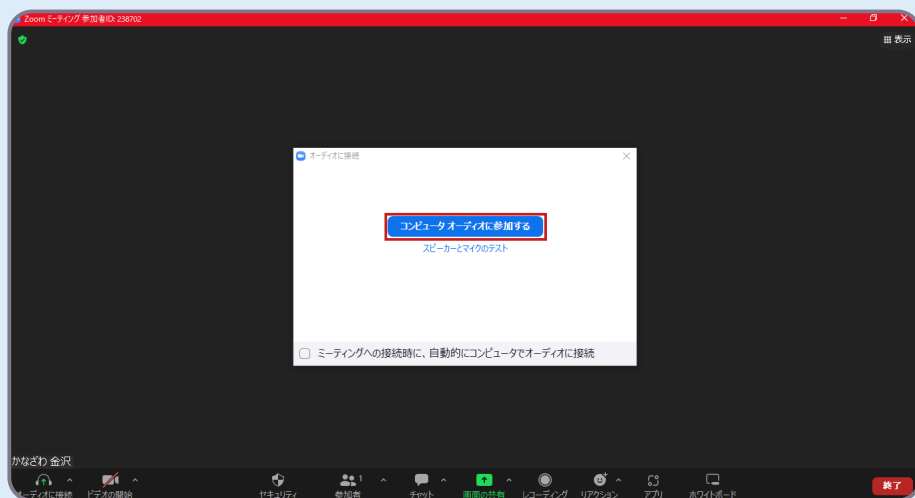 Zoom ミーティング 参加者ID: 238702
表示
オーディオに接続
コンピュータ オーディオに参加する
スピーカーとマイクのテスト
ミーティングへの接続時に、自動的にコンピュータでオーディオに接続
かなざわ 金沢
1
オーディオに接続 ビデオの開始 セキュリティ 参加者 チャット 画面の共有 レコーディング リアクション アプリ ホワイトボード 終了